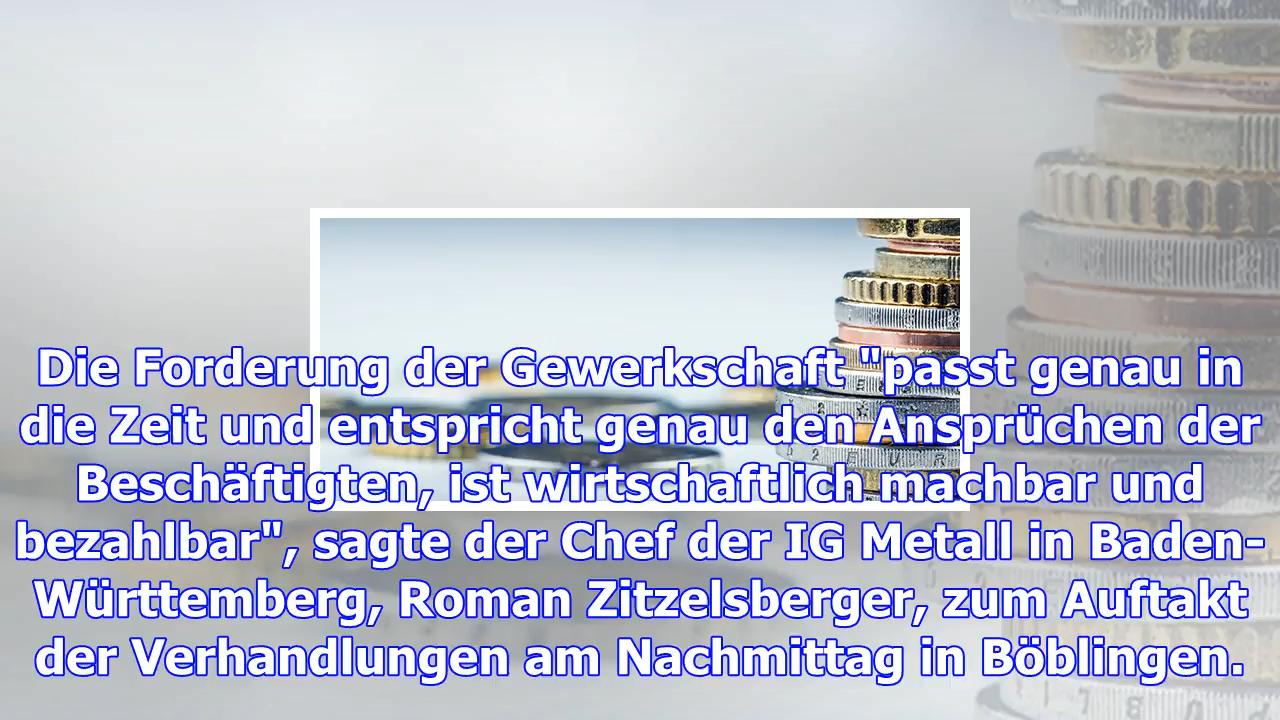 Die Forderung der Gewerkschaft "passt genau in
die Zeit und entspricht genau den Ansprüchen der
Beschäftigten, ist wirtschaftlich machbar und
bezahlbar", sagte der Chef der IG Metall in Baden-
Württemberg, Roman Zitzelsberger, zum Auftakt
der Verhandlungen am Nachmittag in Böblingen.